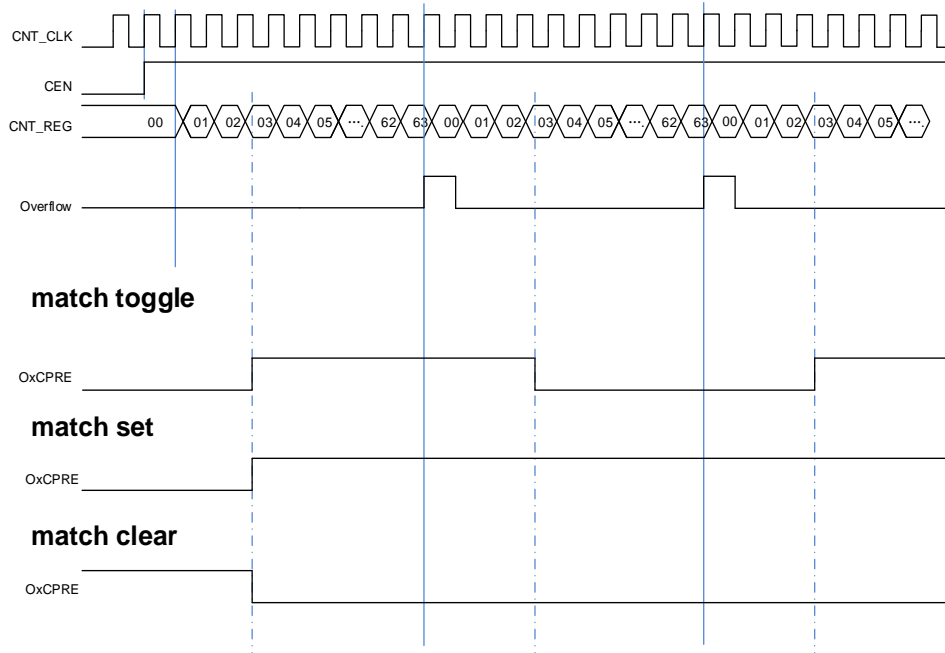 CNT_CLK
CEN
CNT_REG 00 01 02 03 04 05 ···. 62 63 00 01 02 03 04 05 ···. 62 63 00 01 02 03 04 05 ···.
Overflow
match toggle
OxCPRE
match set
OxCPRE
match clear
OxCPRE